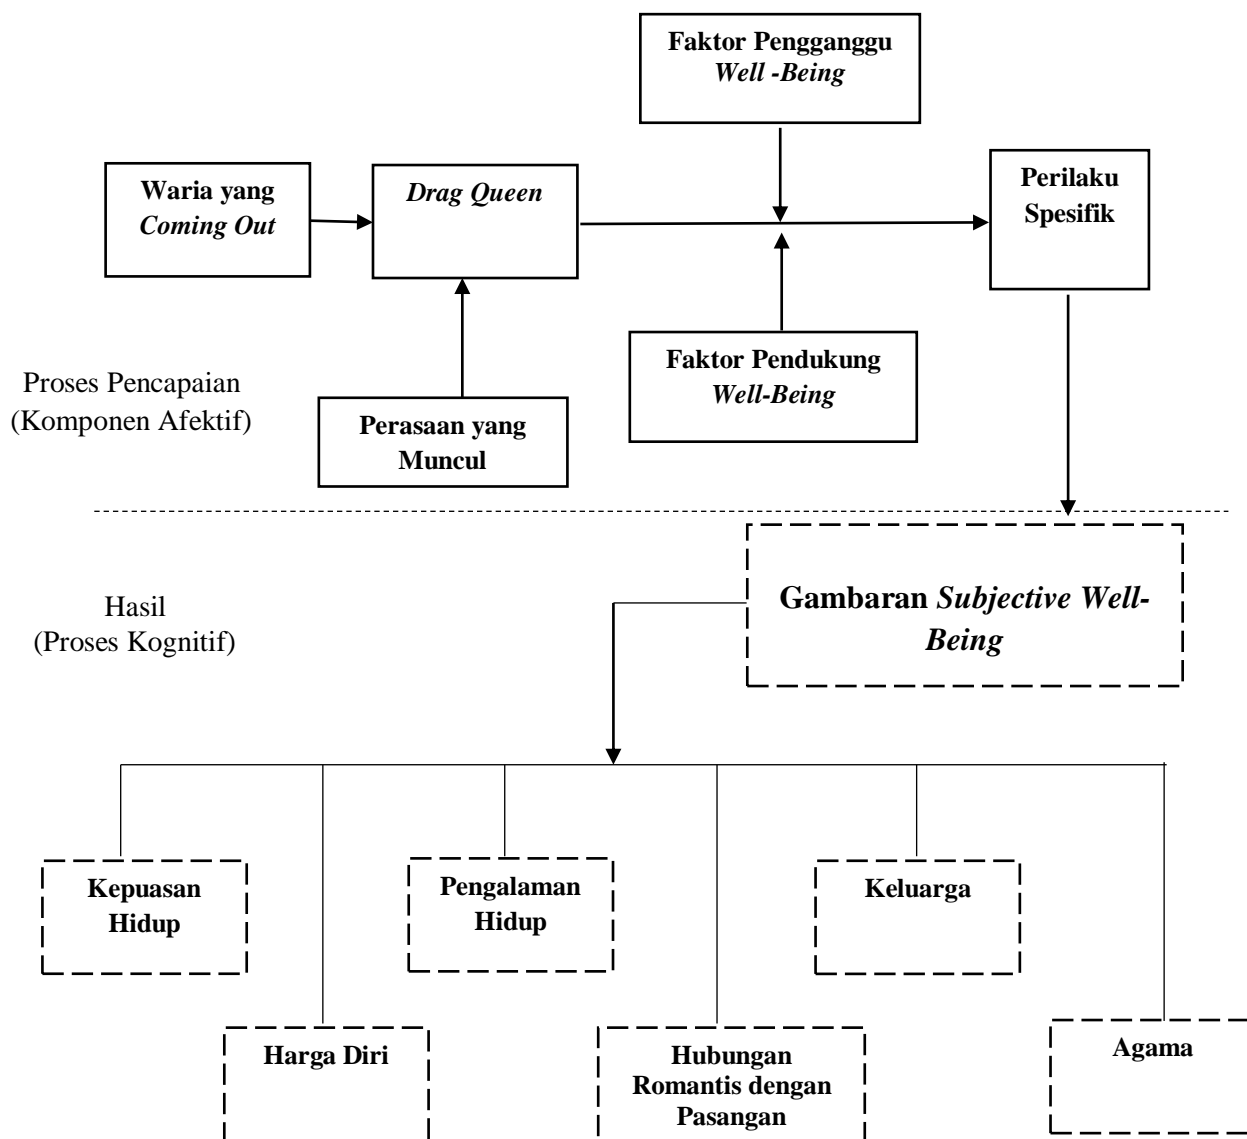 Faktor Pengganggu
Well -Being
Waria yang
Coming Out
Drag Queen
Perilaku
Spesifik
Faktor Pendukung
Well-Being
Proses Pencapaian
(Komponen Afektif)
Perasaan yang
Muncul
Gambaran Subjective Well-
Being
Hasil
(Proses Kognitif)
Kepuasan
Hidup
Pengalaman
Hidup
Keluarga
Harga Diri
Hubungan
Romantis dengan
Pasangan
Agama